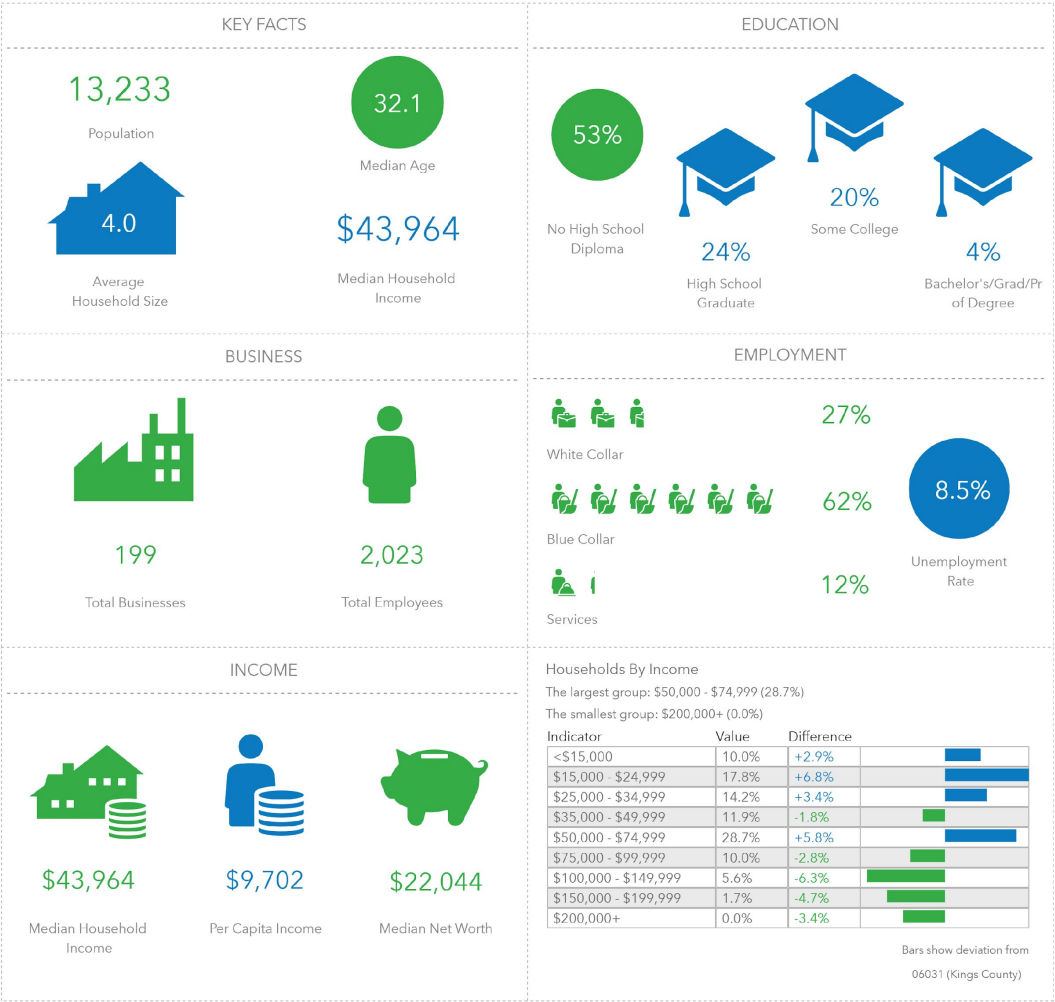 KEY FACTS
13,233
Population
32.1
Median Age
4.0
Average
Household Size
$43,964
Median Household
Income
EDUCATION
53%
No High School
Diploma
24%
High School
Graduate
20%
Some College
4%
Bachelor's/Grad/Pr
of Degree
BUSINESS
199
Total Businesses
2,023
Total Employees
EMPLOYMENT
27%
White Collar
62%
Blue Collar
12%
Services
8.5%
Unemployment
Rate
INCOME
$43,964
Median Household
Income
$9,702
Per Capita Income
$22,044
Median Net Worth
Households By Income
The largest group: $50,000 - $74,999 (28.7%)
The smallest group: $200,000+ (0.0%)
Indicator Value Difference
<$15,000 10.0% +2.9%
$15,000 - $24,999 17.8% +6.8%
$25,000 - $34,999 14.2% +3.4%
$35,000 - $49,999 11.9% -1.8%
$50,000 - $74,999 28.7% +5.8%
$75,000 - $99,999 10.0% -2.8%
$100,000 - $149,999 5.6% -6.3%
$150,000 - $199,999 1.7% -4.7%
$200,000+ 0.0% -3.4%
Bars show deviation from
06031 (Kings County)